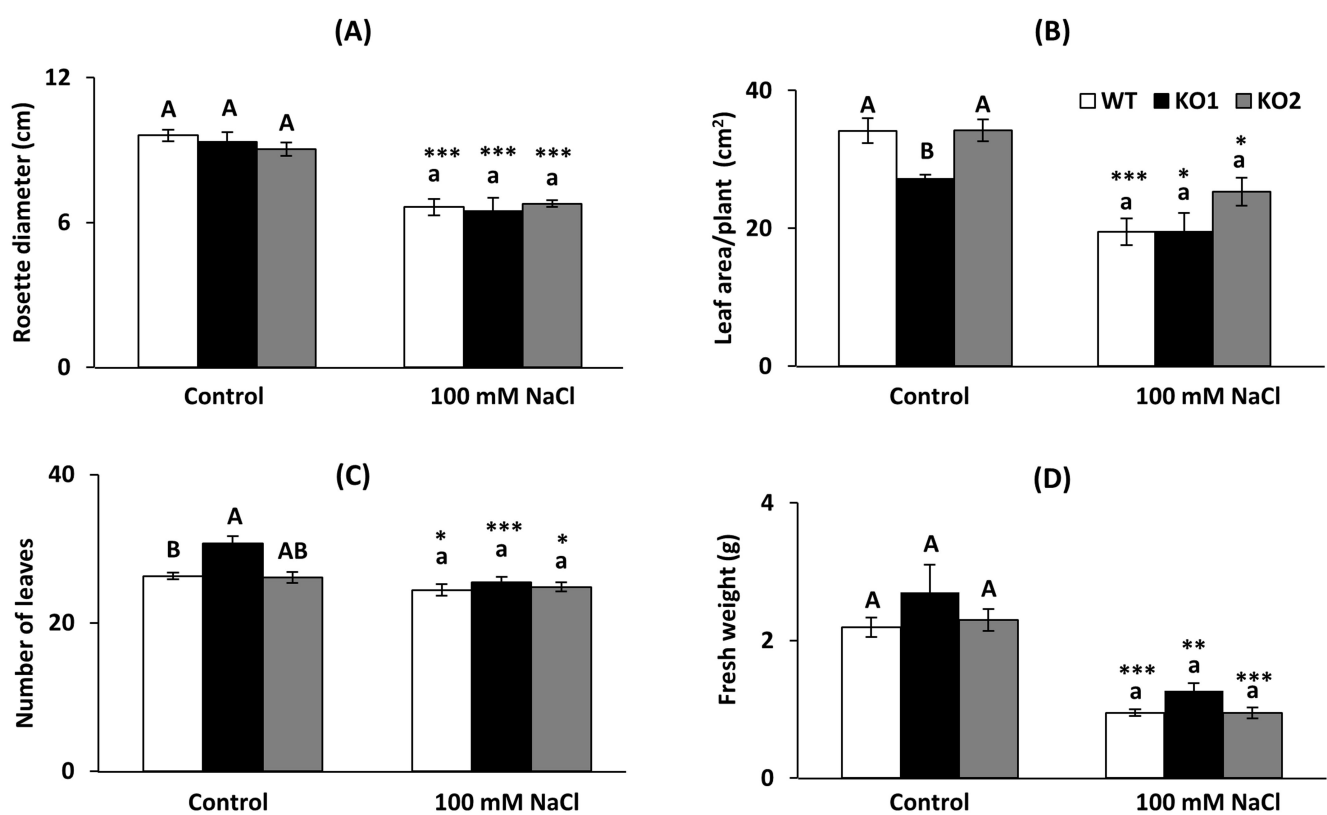 (A)
Rosette diameter (cm)
12
6
0
A A A
*** *** ***
a a a
Control 100 mM NaCl
(B)
WT KO1 KO2
Leaf area/plant (cm²)
40
20
0
A B A
*** * *
a a a
Control 100 mM NaCl
(C)
Number of leaves
40
20
0
B A AB
* *** *
a a a
Control 100 mM NaCl
(D)
Fresh weight (g)
4
2
0
A A A
*** ** ***
a a a
Control 100 mM NaCl